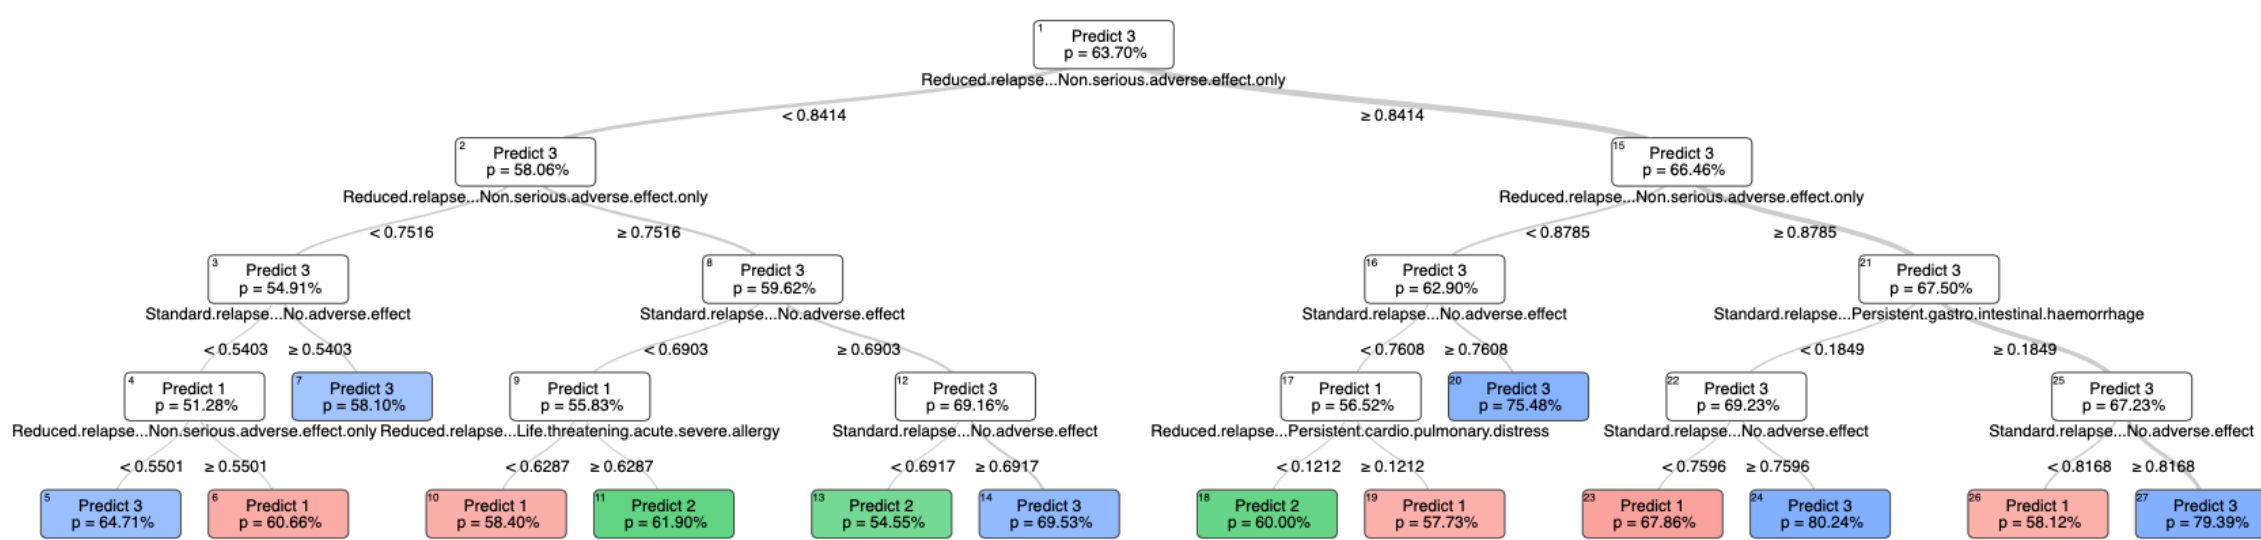 1
Predict 3
p = 63.70%
Reduced.relapse...Non.serious.adverse.effect.only
< 0.8414
≥ 0.8414
2
Predict 3
p = 58.06%
Reduced.relapse...Non.serious.adverse.effect.only
15
Predict 3
p = 66.46%
Reduced.relapse...Non.serious.adverse.effect.only
< 0.7516
≥ 0.7516
< 0.8785
≥ 0.8785
3
Predict 3
p = 54.91%
Standard.relapse...No.adverse.effect
8
Predict 3
p = 59.62%
Standard.relapse...No.adverse.effect
16
Predict 3
p = 62.90%
Standard.relapse...No.adverse.effect
21
Predict 3
p = 67.50%
Standard.relapse...Persistent.gastro.intestinal.haemorrhage
< 0.5403
≥ 0.5403
< 0.6903
≥ 0.6903
< 0.7608
≥ 0.7608
< 0.1849
≥ 0.1849
4
Predict 1
p = 51.28%
Reduced.relapse...Non.serious.adverse.effect.only
7
Predict 3
p = 58.10%
9
Predict 1
p = 55.83%
Reduced.relapse...Life.threatening.acute.severe.allergy
12
Predict 3
p = 69.16%
Standard.relapse...No.adverse.effect
17
Predict 1
p = 56.52%
Reduced.relapse...Persistent.cardio.pulmonary.distress
20
Predict 3
p = 75.48%
22
Predict 3
p = 69.23%
Standard.relapse...No.adverse.effect
25
Predict 3
p = 67.23%
Standard.relapse...No.adverse.effect
< 0.5501
≥ 0.5501
< 0.6287
≥ 0.6287
< 0.6917
≥ 0.6917
< 0.1212
≥ 0.1212
< 0.7596
≥ 0.7596
< 0.8168
≥ 0.8168
5
Predict 3
p = 64.71%
6
Predict 1
p = 60.66%
10
Predict 1
p = 58.40%
11
Predict 2
p = 61.90%
13
Predict 2
p = 54.55%
14
Predict 3
p = 69.53%
18
Predict 2
p = 60.00%
19
Predict 1
p = 57.73%
23
Predict 1
p = 67.86%
24
Predict 3
p = 80.24%
26
Predict 1
p = 58.12%
27
Predict 3
p = 79.39%